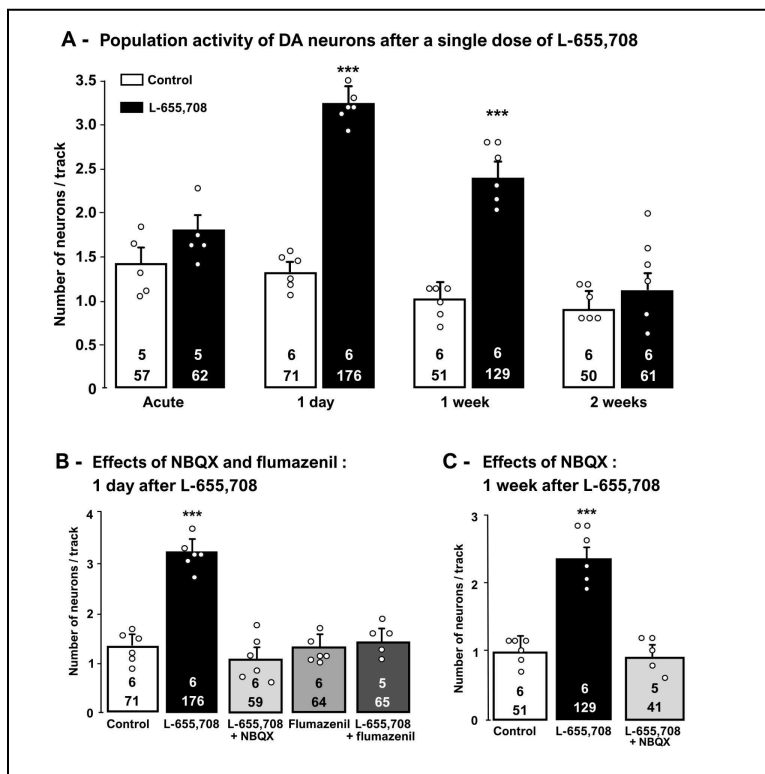 A - Population activity of DA neurons after a single dose of L-655,708
Number of neurons / track
3.5
3.0
2.5
2.0
1.5
1.0
0.5
0
Control
L-655,708
***
***
5
57
5
62
6
71
6
176
6
51
6
129
6
50
6
61
Acute
1 day
1 week
2 weeks
B - Effects of NBQX and flumazenil :
1 day after L-655,708
Number of neurons / track
4
3
2
1
0
***
6
71
6
176
6
59
6
64
5
65
Control
L-655,708
L-655,708
+ NBQX
Flumazenil
L-655,708
+ flumazenil
C - Effects of NBQX :
1 week after L-655,708
Number of neurons / track
3
2
1
0
***
6
51
6
129
5
41
Control
L-655,708
L-655,708
+ NBQX